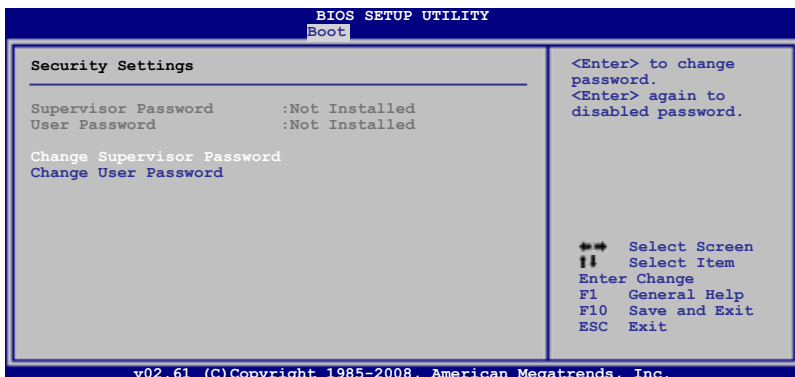 BIOS SETUP UTILITY
Boot
Security Settings
Supervisor Password :Not Installed
User Password :Not Installed
Change Supervisor Password
Change User Password
<Enter> to change
password.
<Enter> again to
disabled password.
Select Screen
Select Item
Enter Change
F1 General Help
F10 Save and Exit
ESC Exit
v02.61 (C)Copyright 1985-2008, American Megatrends, Inc.